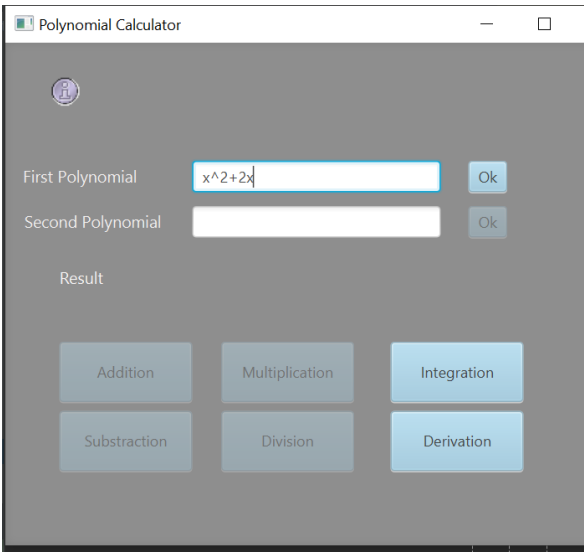 Polynomial Calculator
First Polynomial x^2+2x Ok
Second Polynomial Ok
Result
Addition Multiplication Integration
Substraction Division Derivation